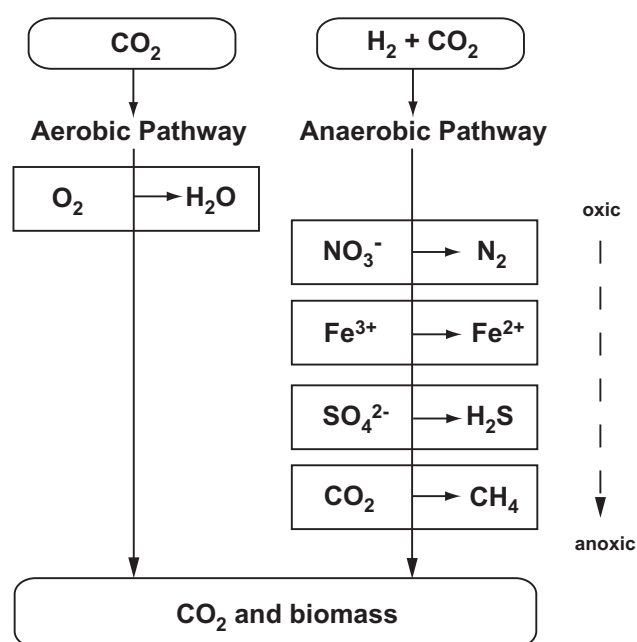 CO₂
H₂ + CO₂
Aerobic Pathway
Anaerobic Pathway
O₂ H₂O
oxic
NO₃⁻ N₂
Fe³⁺ Fe²⁺
SO₄²⁻ H₂S
CO₂ CH₄
anoxic
CO₂ and biomass